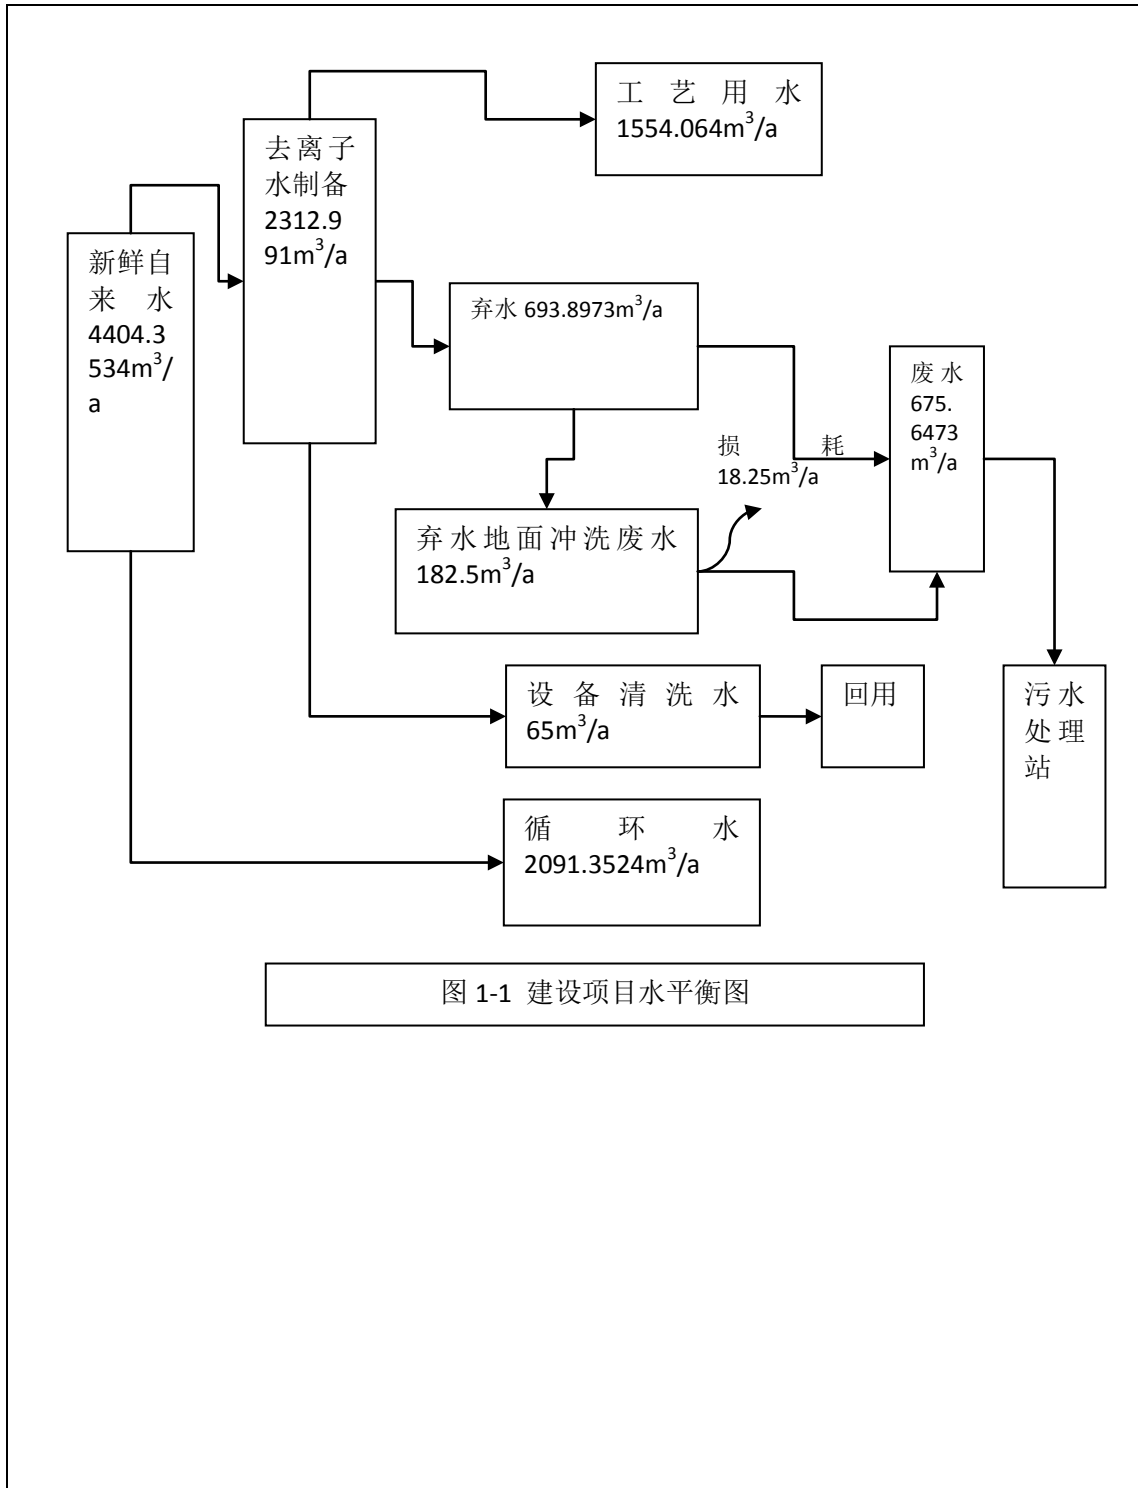 工艺用水
1554.064m³/a
去离子
水制备
2312.9
91m³/a
新鲜自
来水
4404.3
534m³/
a
弃水 693.8973m³/a
废水
675.
6473
m³/a
损耗
18.25m³/a
弃水地面冲洗废水
182.5m³/a
设备清洗水
65m³/a
回用
污水
处理
站
循环水
2091.3524m³/a
图 1-1 建设项目水平衡图